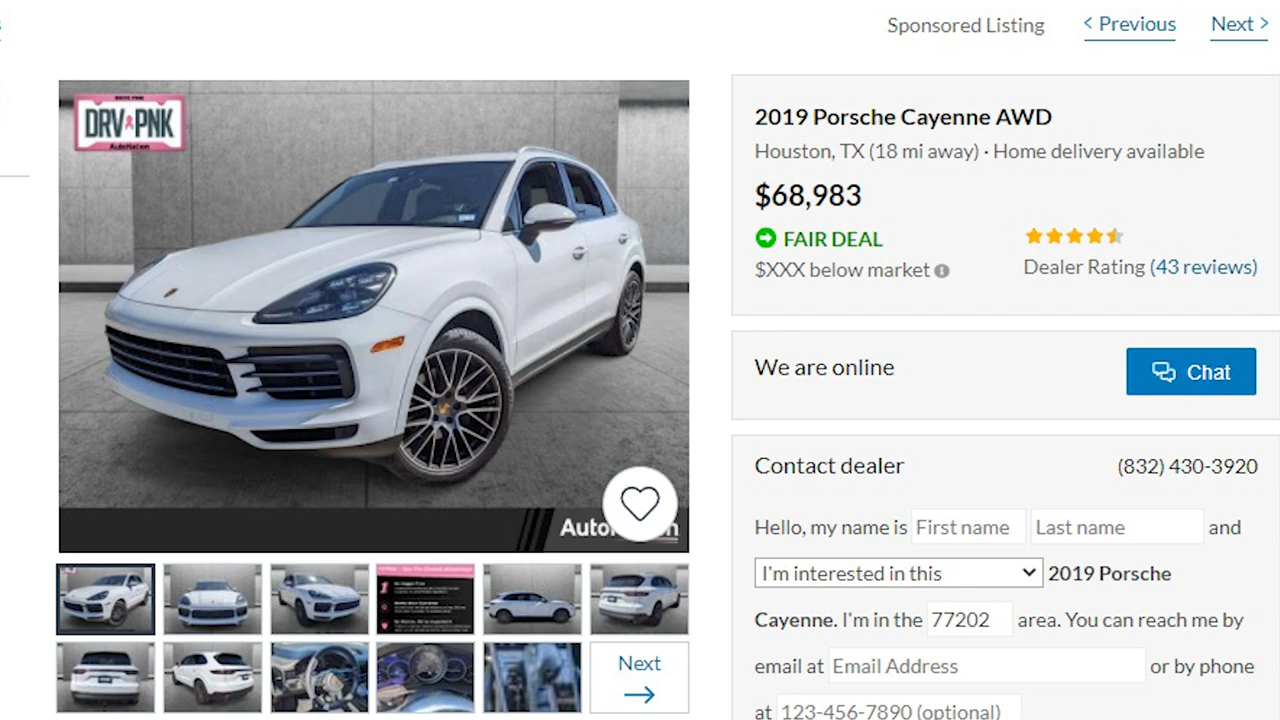 Sponsored Listing
< Previous
Next >
DRV PNK
AutoNation
2019 Porsche Cayenne AWD
Houston, TX (18 mi away) · Home delivery available
$68,983
FAIR DEAL
$XXX below market
Dealer Rating (43 reviews)
We are online
Chat
Contact dealer
(832) 430-3920
Hello, my name is First name Last name and
I'm interested in this 2019 Porsche
Cayenne. I'm in the 77202 area. You can reach me by
email at Email Address or by phone
at 123-456-7890 (optional)
Next